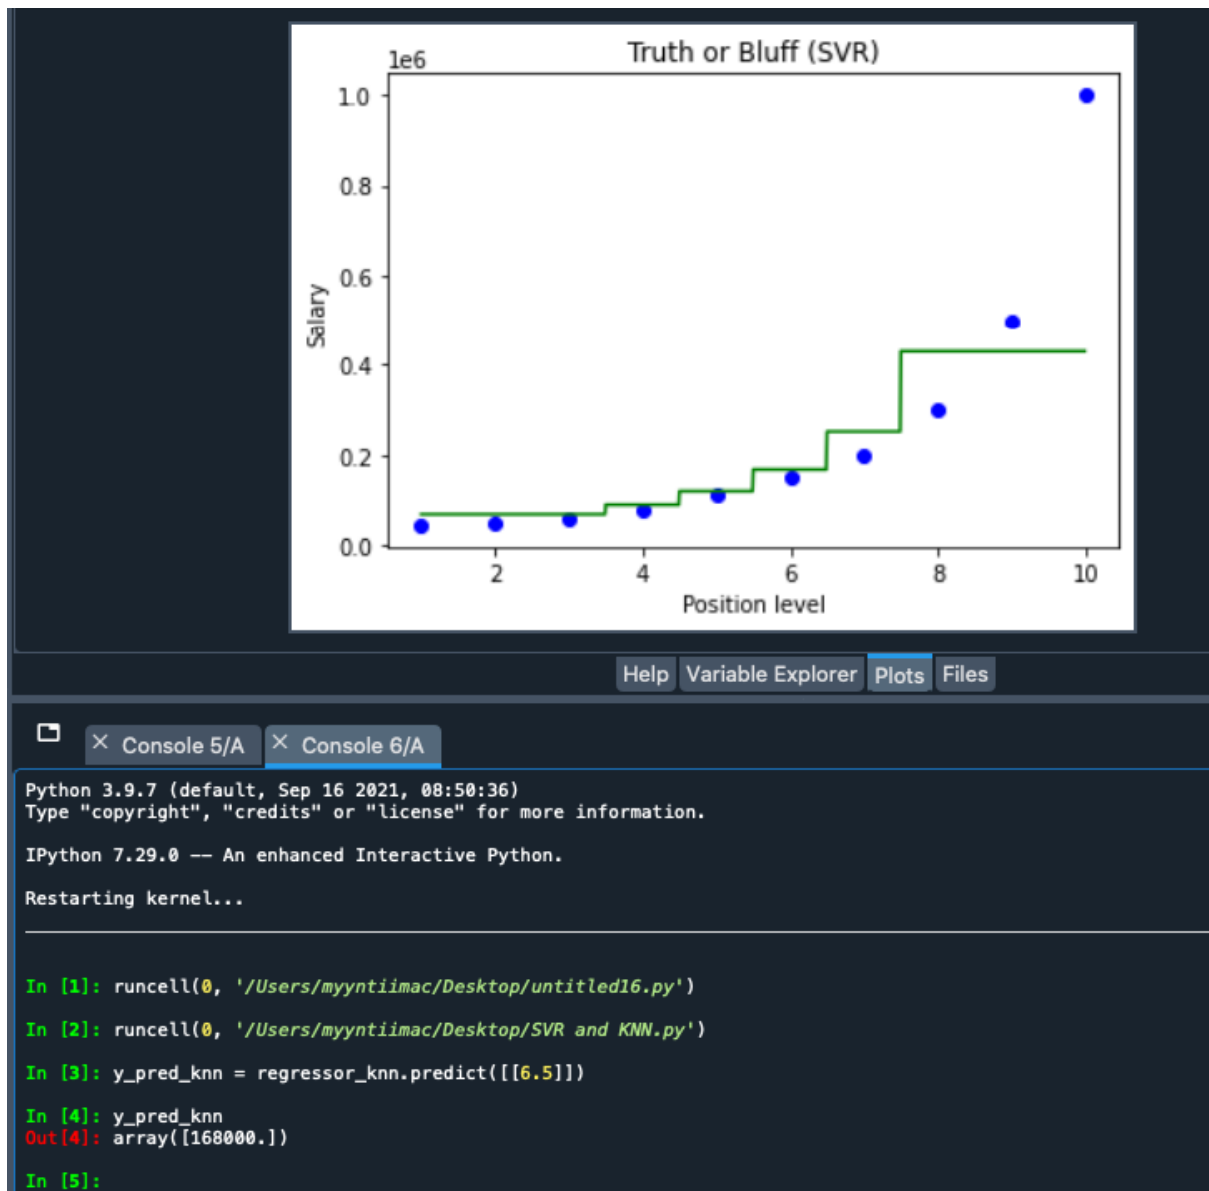 Truth or Bluff (SVR)
1e6
1.0
0.8
0.6
0.4
0.2
0.0
Salary
2 4 6 8 10
Position level
Help Variable Explorer Plots Files
× Console 5/A × Console 6/A
Python 3.9.7 (default, Sep 16 2021, 08:50:36)
Type "copyright", "credits" or "license" for more information.
IPython 7.29.0 -- An enhanced Interactive Python.
Restarting kernel...
In [1]: runcell(0, '/Users/myyntiimac/Desktop/untitled16.py')
In [2]: runcell(0, '/Users/myyntiimac/Desktop/SVR and KNN.py')
In [3]: y_pred_knn = regressor_knn.predict([[6.5]])
In [4]: y_pred_knn
Out[4]: array([168000.])
In [5]: